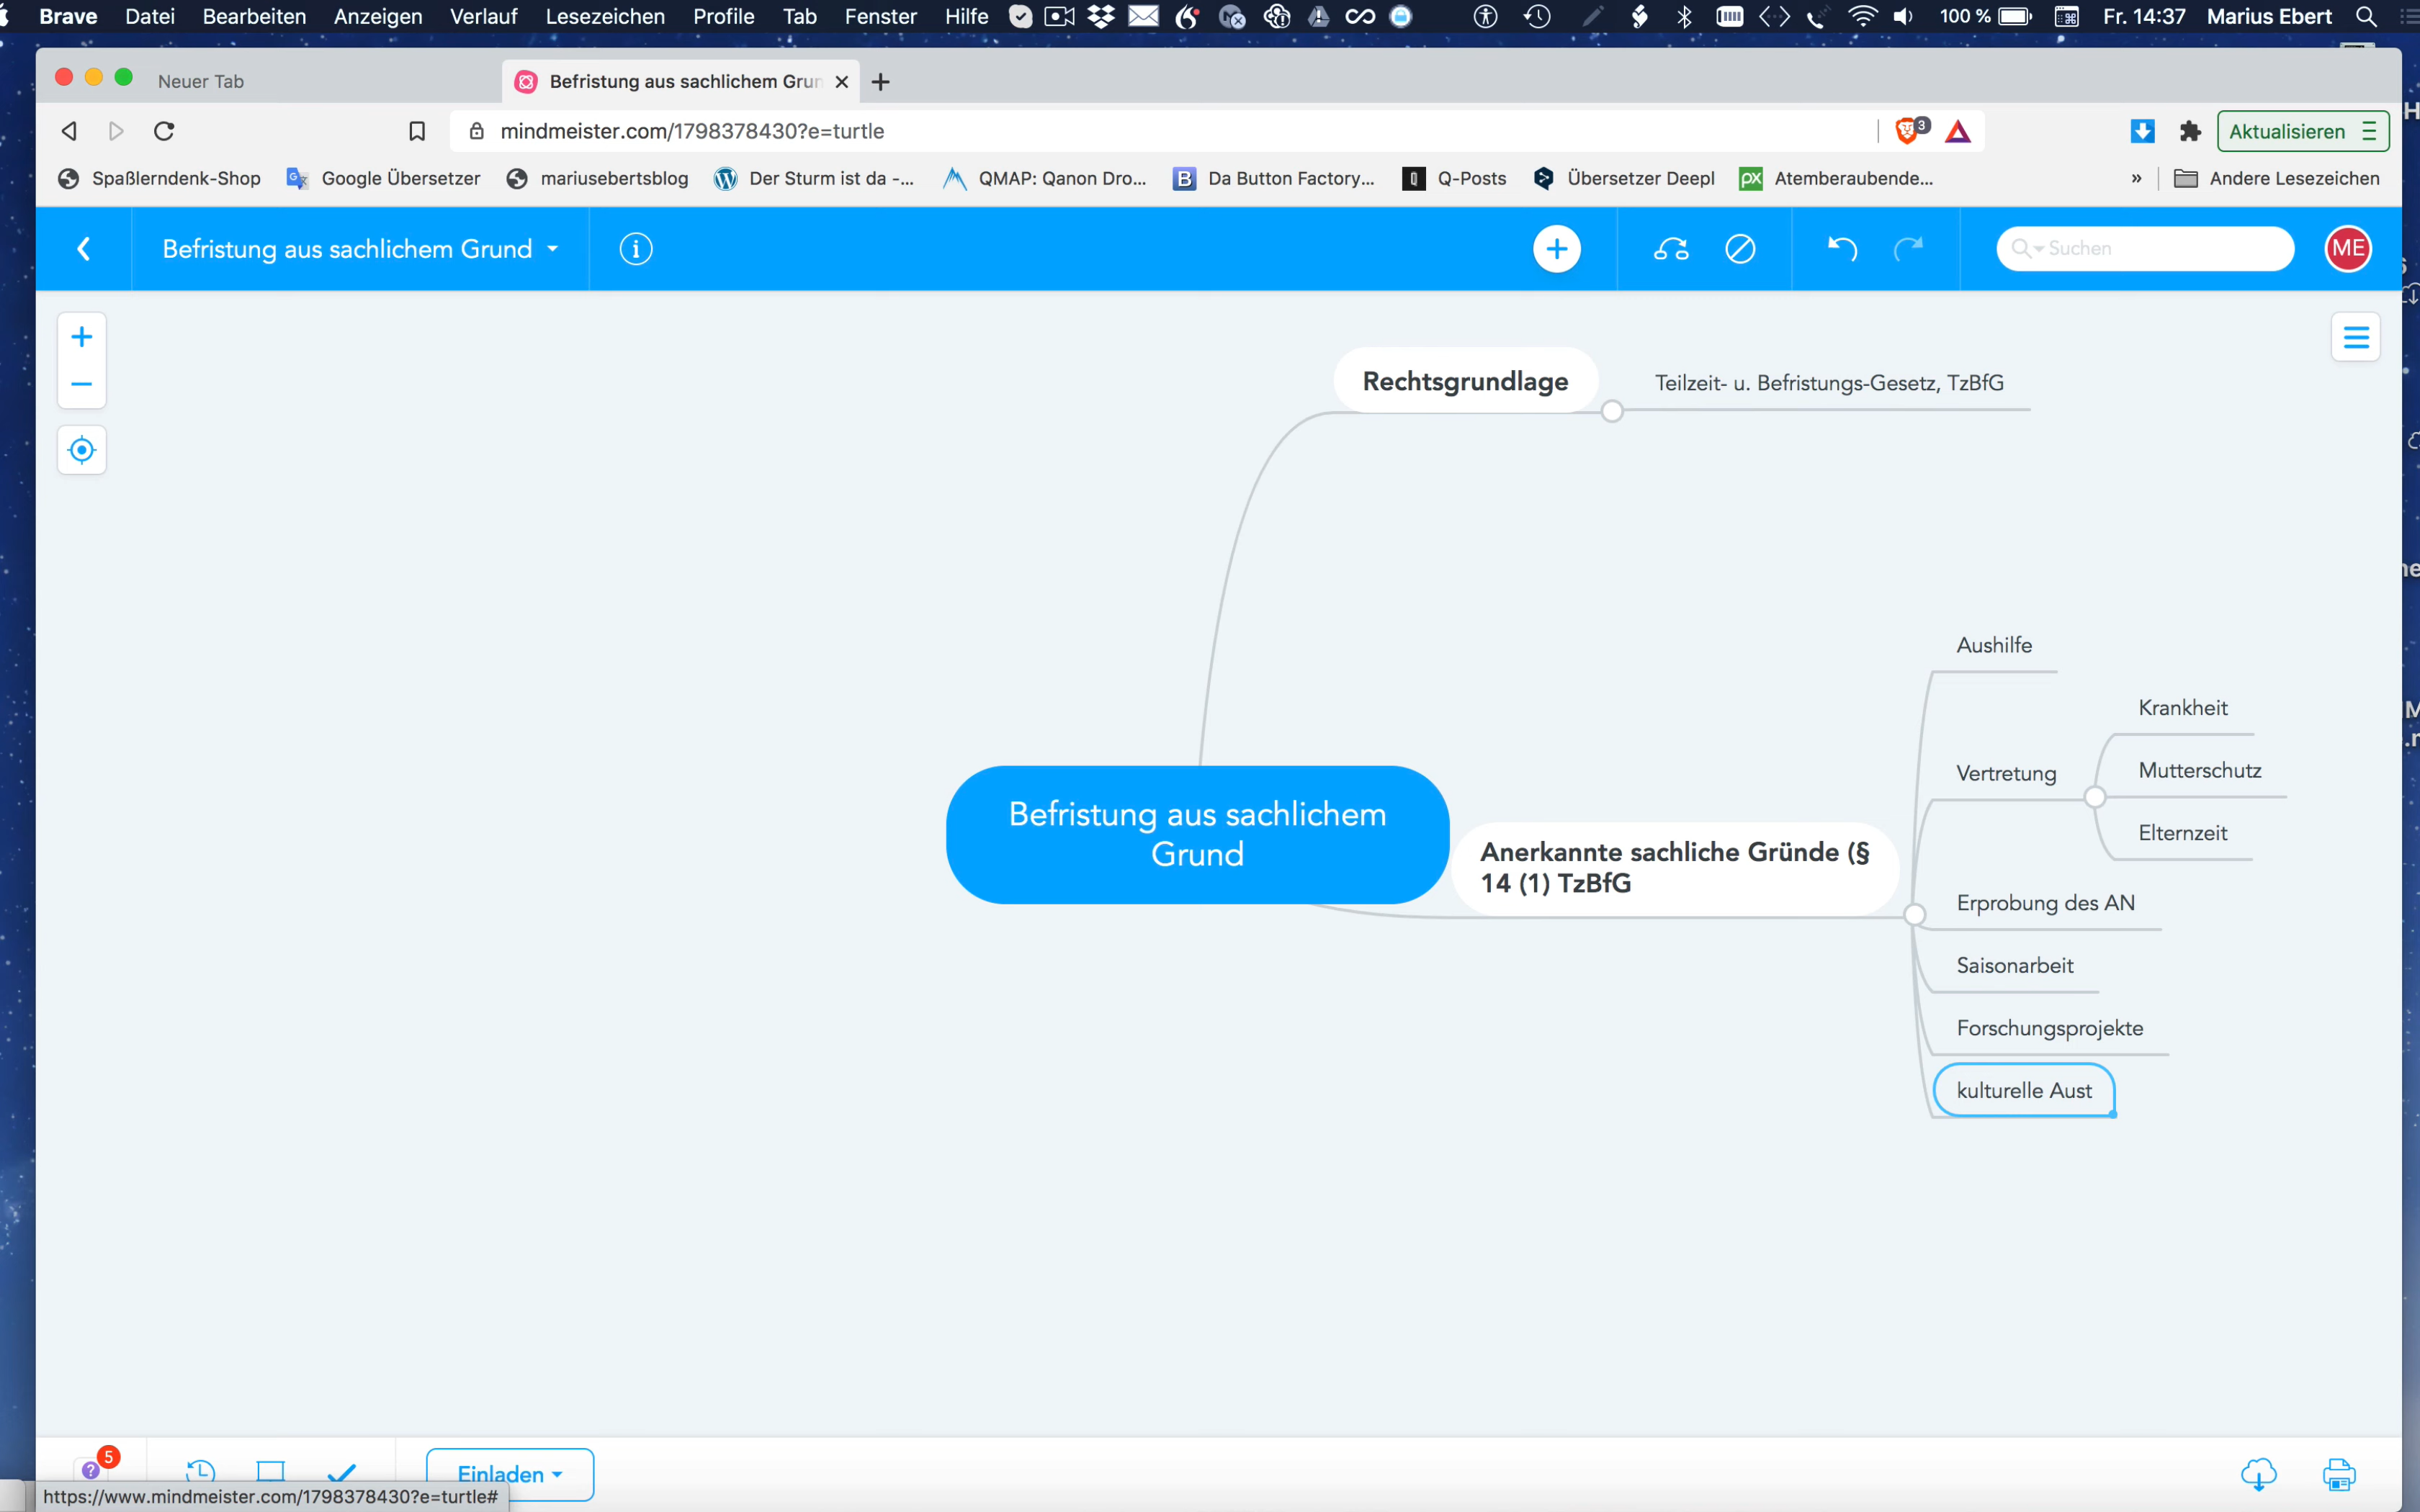 Brave Datei Bearbeiten Anzeigen Verlauf Lesezeichen Profile Tab Fenster Hilfe 100 % Fr. 14:37 Marius Ebert
Neuer Tab
Befristung aus sachlichem Grun
mindmeister.com/1798378430?e=turtle
3
Aktualisieren
Spaßlerndenk-Shop Google Übersetzer mariusebertsblog Der Sturm ist da -... QMAP: Qanon Dro... Da Button Factory... Q-Posts Übersetzer Deepl Atemberaubende... » Andere Lesezeichen
Befristung aus sachlichem Grund
Suchen
ME
Rechtsgrundlage
Teilzeit- u. Befristungs-Gesetz, TzBfG
Befristung aus sachlichem
Grund
Anerkannte sachliche Gründe (§
14 (1) TzBfG
Aushilfe
Vertretung
Krankheit
Mutterschutz
Elternzeit
Erprobung des AN
Saisonarbeit
Forschungsprojekte
kulturelle Aust
5
Einladen
https://www.mindmeister.com/1798378430?e=turtle#